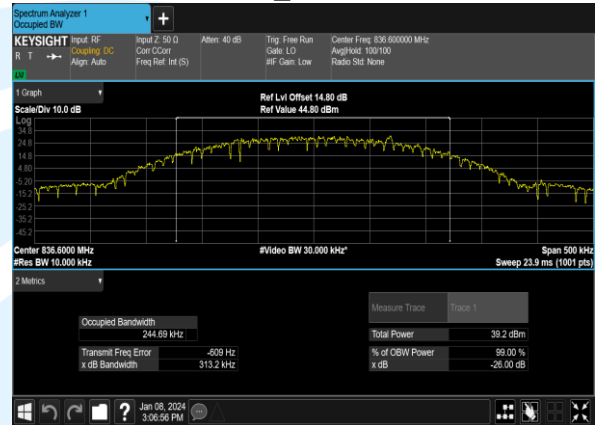 Spectrum Analyzer 1
Occupied BW
KEYSIGHT Input: RF Input Z: 50 Ω Atten: 40 dB Trig: Free Run Center Freq: 836.600000 MHz
R T Coupling: DC Corr CCorr Gate: LO Avg|Hold: 100/100
Align: Auto Freq Ref: Int (S) #IF Gain: Low Radio Std: None
1 Graph
Ref Lvl Offset 14.80 dB
Scale/Div 10.0 dB Ref Value 44.80 dBm
Log
34.8
24.8
14.8
4.80
-5.20
-15.2
-25.2
-35.2
-45.2
Center 836.6000 MHz #Video BW 30.000 kHz* Span 500 kHz
#Res BW 10.000 kHz Sweep 23.9 ms (1001 pts)
2 Metrics
Measure Trace Trace 1
Occupied Bandwidth
244.69 kHz Total Power 39.2 dBm
Transmit Freq Error -609 Hz % of OBW Power 99.00 %
x dB Bandwidth 313.2 kHz x dB -26.00 dB
Jan 08, 2024
3:06:56 PM